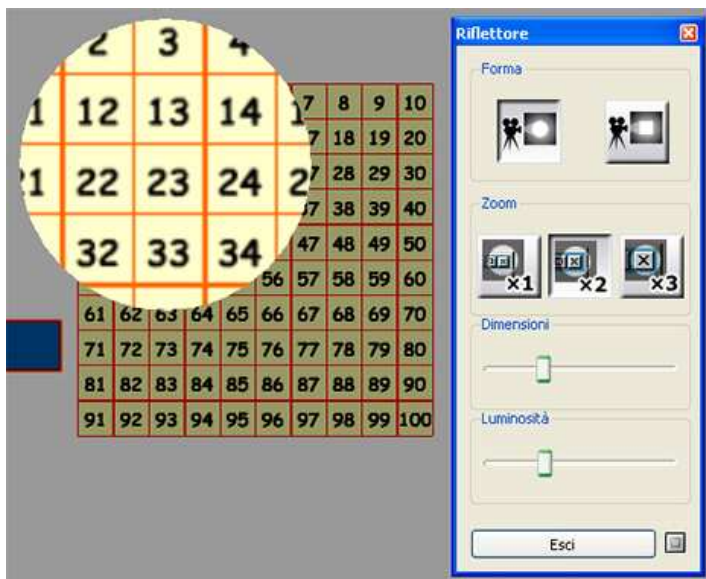 2 3 4
12 13 14
22 23 24
32 33 34
7 8 9 10
18 19 20
28 29 30
37 38 39 40
47 48 49 50
56 57 58 59 60
61 62 63 64 65 66 67 68 69 70
71 72 73 74 75 76 77 78 79 80
81 82 83 84 85 86 87 88 89 90
91 92 93 94 95 96 97 98 99 100
Riflettore
Forma
Zoom
×1 ×2 ×3
Dimensioni
Luminosità
Esci